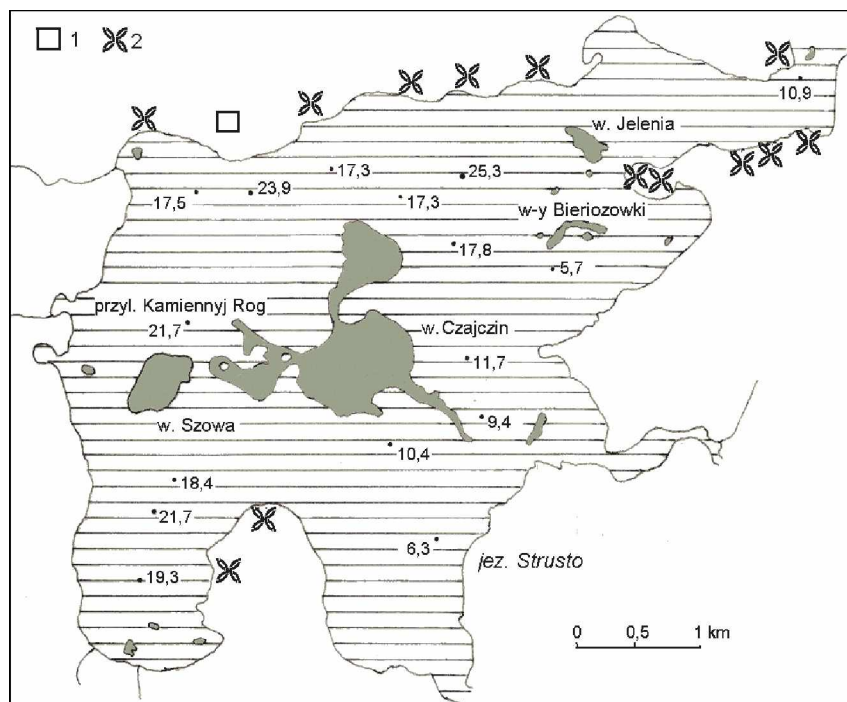 1 2
10,9
w. Jelenia
17,3 25,3
17,5 23,9 17,3
w-y Bieriozowki
17,8
5,7
przyl. Kamiennyj Rog
21,7 w. Czajczin
11,7
9,4
w. Szowa
10,4
18,4
21,7
6,3
jez. Strusto
19,3
0 0,5 1 km